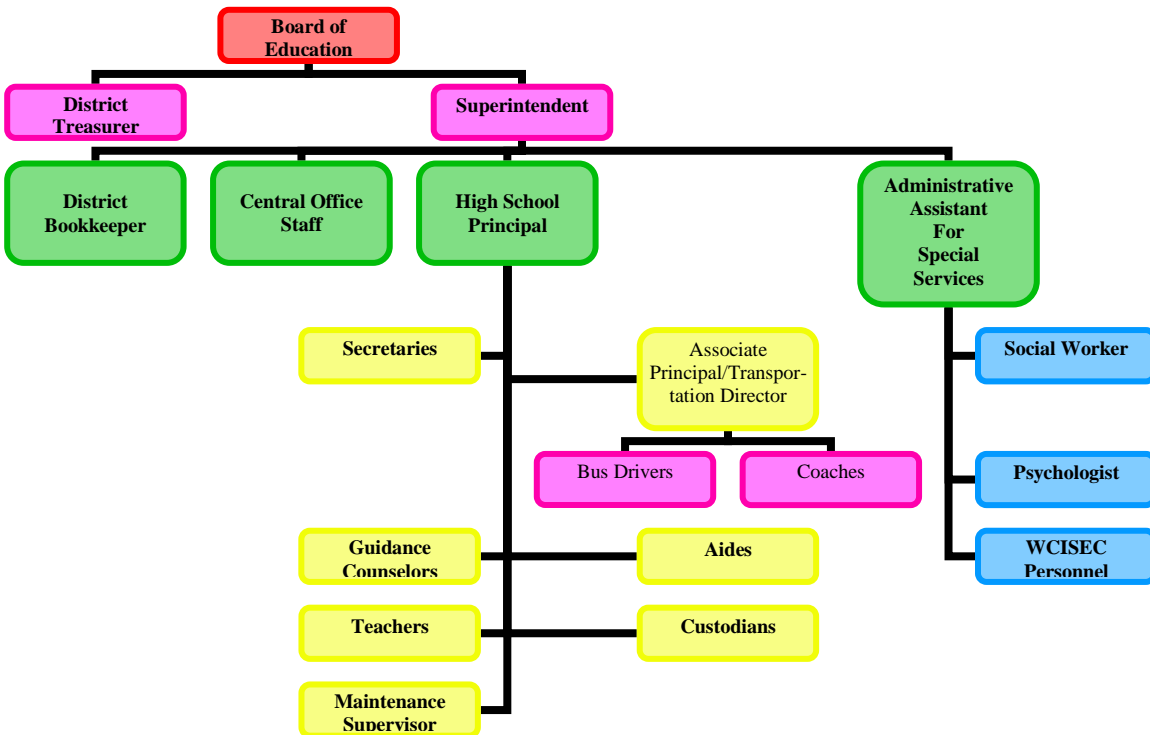 Board of
Education
District
Treasurer
Superintendent
District
Bookkeeper
Central Office
Staff
High School
Principal
Administrative
Assistant
For
Special
Services
Secretaries
Associate
Principal/Transpor-
tation Director
Social Worker
Bus Drivers
Coaches
Psychologist
Guidance
Counselors
Aides
WCISEC
Personnel
Teachers
Custodians
Maintenance
Supervisor